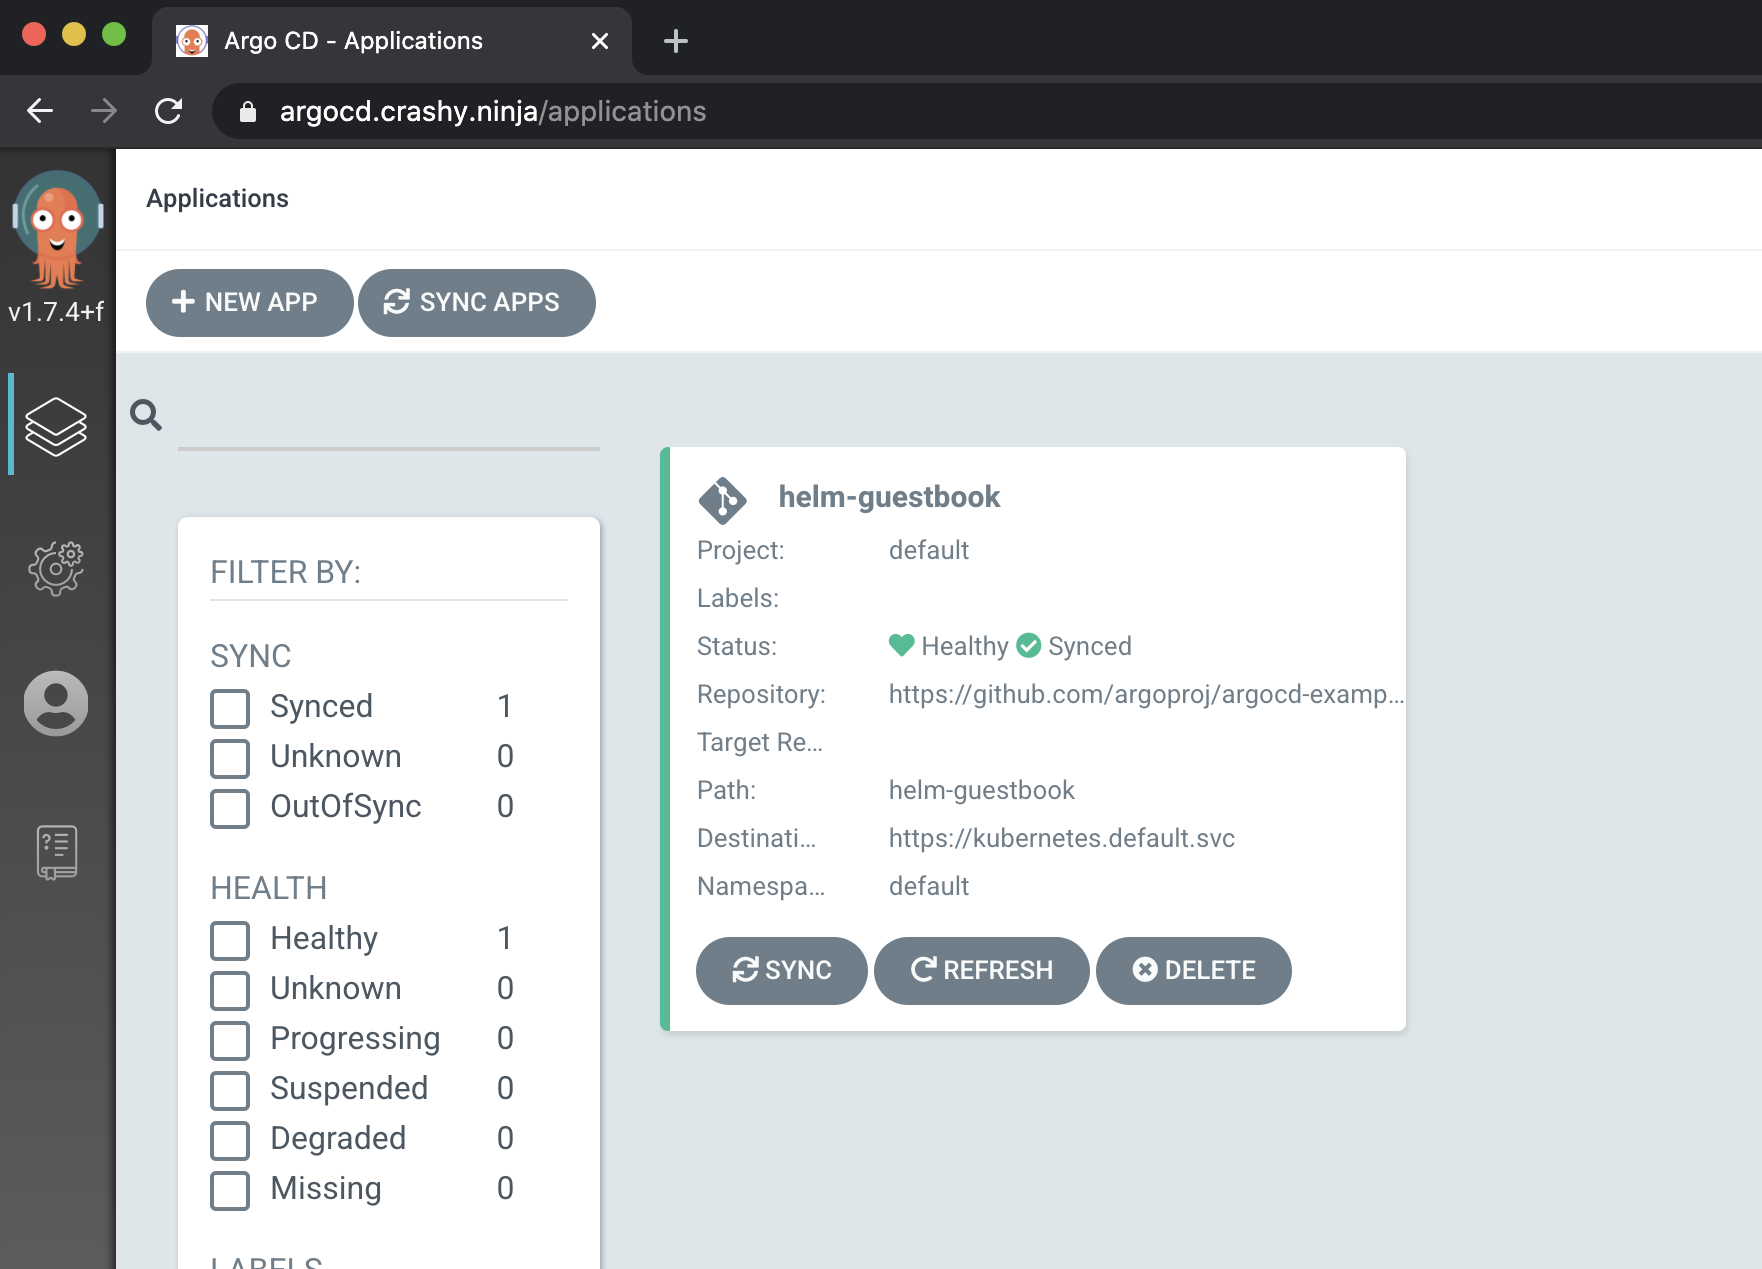 Argo CD - Applications
argocd.crashy.ninja/applications
v1.7.4+f
Applications
NEW APP
SYNC APPS
FILTER BY:
SYNC
Synced 1
Unknown 0
OutOfSync 0
HEALTH
Healthy 1
Unknown 0
Progressing 0
Suspended 0
Degraded 0
Missing 0
LABELS
helm-guestbook
Project: default
Labels:
Status: Healthy Synced
Repository: https://github.com/argoproj/argocd-examp...
Target Re...
Path: helm-guestbook
Destinati... https://kubernetes.default.svc
Namespa... default
SYNC
REFRESH
DELETE